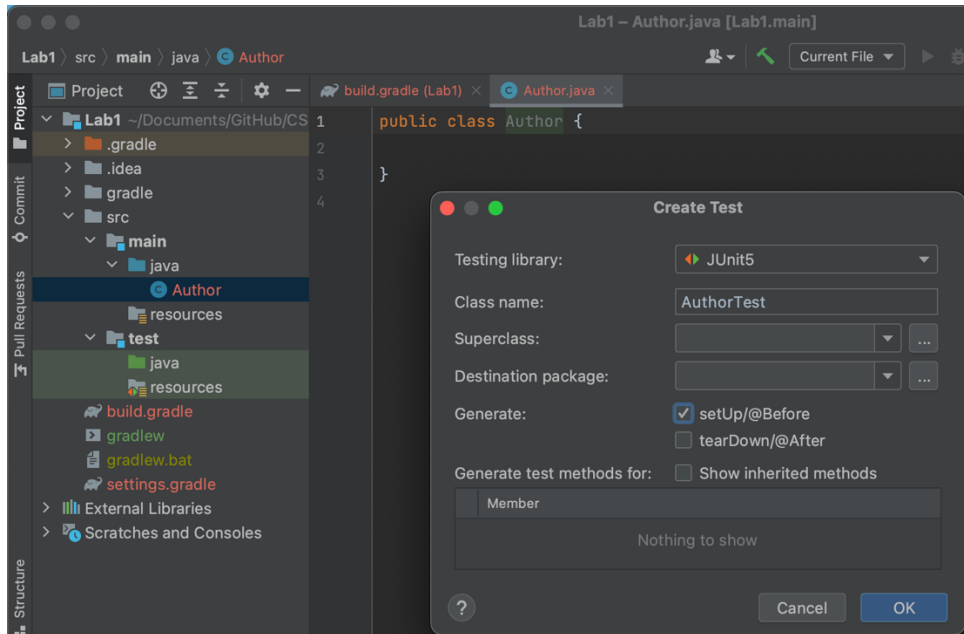 Lab1 – Author.java [Lab1.main]
Lab1 〉 src 〉 main 〉 java 〉 C Author
Current File
Project
Commit
Pull Requests
Structure
Project
build.gradle (Lab1) ×
C Author.java ×
Lab1 ~/Documents/GitHub/CS
.gradle
.idea
gradle
src
main
java
C Author
resources
test
java
resources
build.gradle
gradlew
gradlew.bat
settings.gradle
External Libraries
Scratches and Consoles
1 public class Author {
2
3 }
4
Create Test
Testing library: JUnit5
Class name: AuthorTest
Superclass: ...
Destination package: ...
Generate: setUp/@Before
tearDown/@After
Generate test methods for: Show inherited methods
Member
Nothing to show
? Cancel OK